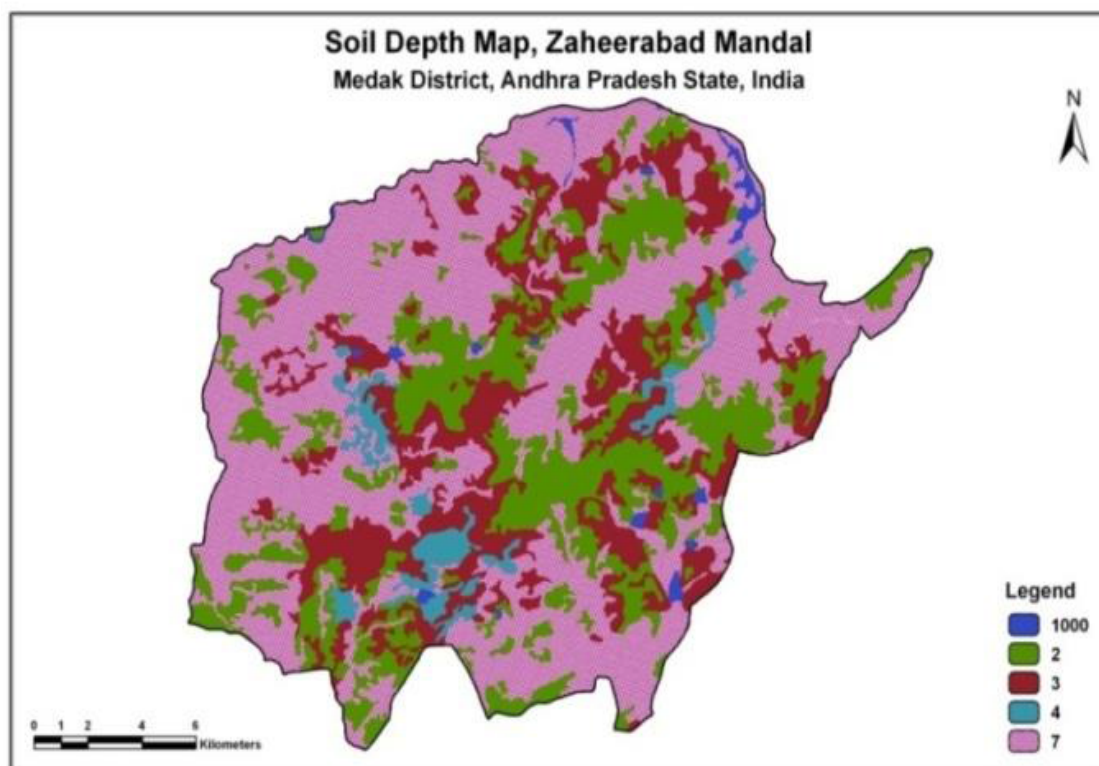 Soil Depth Map, Zaheerabad Mandal
Medak District, Andhra Pradesh State, India
N
Legend
1000
2
3
4
7
0 1 2 4 6
Kilometers